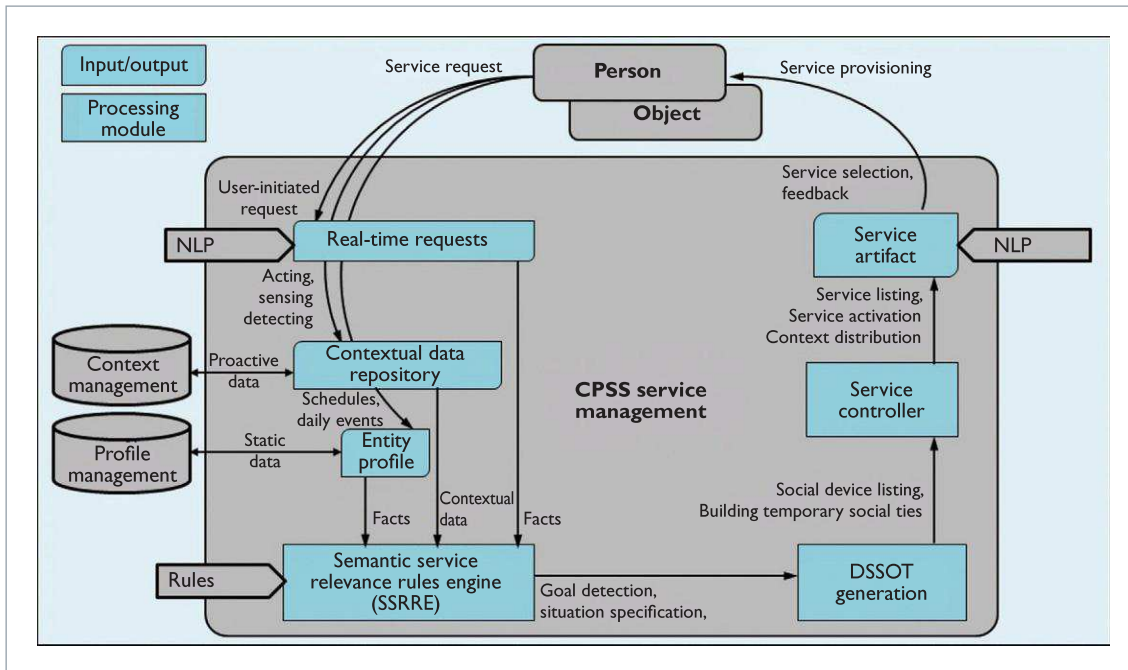 Input/output
Processing
module
Service request
Person
Object
Service provisioning
User-initiated
request
Service selection,
feedback
NLP
Real-time requests
Service
artifact
NLP
Acting,
sensing
detecting
Service listing,
Service activation
Context distribution
Context
management
Proactive
data
Contextual data
repository
CPSS service
management
Service
controller
Schedules,
daily events
Profile
management
Static
data
Entity
profile
Social device listing,
Building temporary social ties
Facts
Contextual
data
Facts
Rules
Semantic service
relevance rules engine
(SSRRE)
Goal detection,
situation specification,
DSSOT
generation